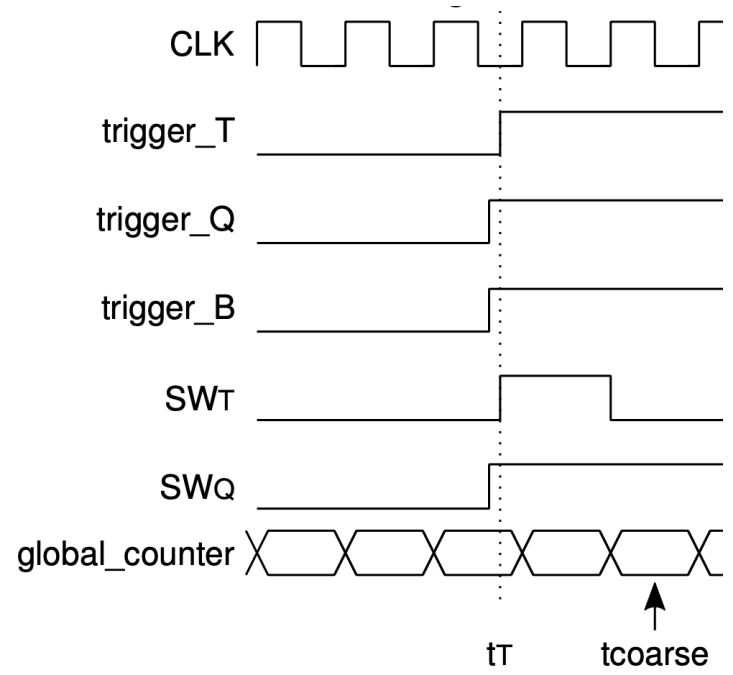 CLK
trigger_T
trigger_Q
trigger_B
SWT
SWQ
global_counter
tT
tcoarse